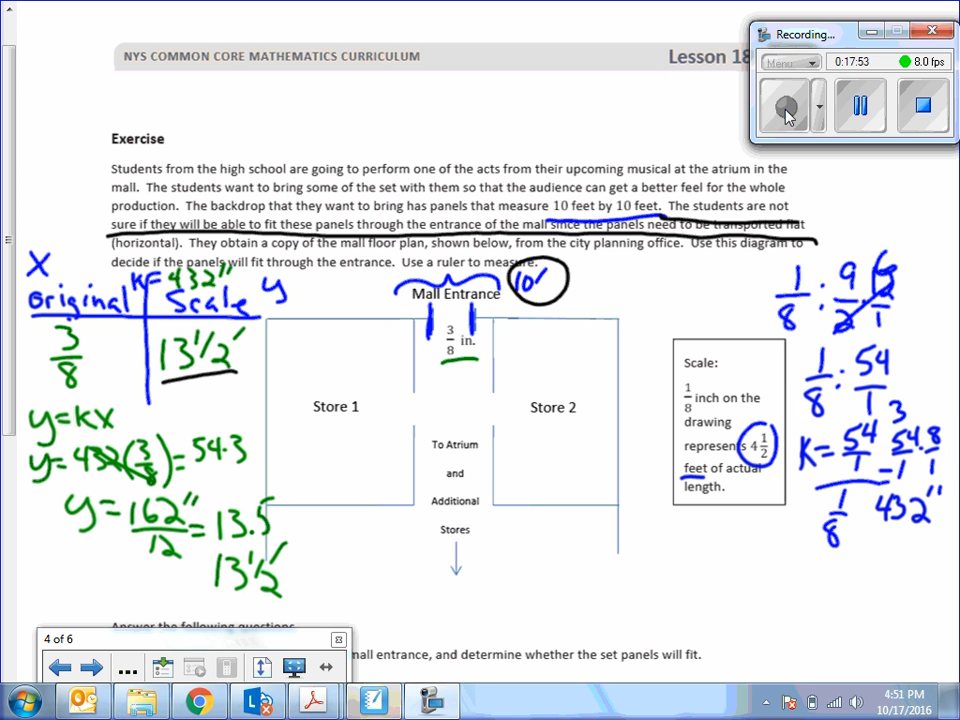 Recording...
Menu
0:17:53
8.0 fps
NYS COMMON CORE MATHEMATICS CURRICULUM
Lesson 18
Exercise
Students from the high school are going to perform one of the acts from their upcoming musical at the atrium in the
mall. The students want to bring some of the set with them so that the audience can get a better feel for the whole
production. The backdrop that they want to bring has panels that measure 10 feet by 10 feet. The students are not
sure if they will be able to fit these panels through the entrance of the mall since the panels need to be transported flat
(horizontal). They obtain a copy of the mall floor plan, shown below, from the city planning office. Use this diagram to
decide if the panels will fit through the entrance. Use a ruler to measure.
X
K=432"
Original
Scale
y
3/8
13 1/2'
y=kx
y=432(3/8)=54.3
y=162"/12=13.5
13 1/2'
Mall Entrance
10'
3/8 in.
Store 1
Store 2
To Atrium
and
Additional
Stores
Scale:
1/8 inch on the
drawing
represents 4 1/2
feet of actual
length.
1/8 : 9/2 ·
1/8 : 54/1
K=54/1
1/8
54.8
1 1
432"
Answer the following questions
mall entrance, and determine whether the set panels will fit.
4 of 6
4:51 PM
10/17/2016